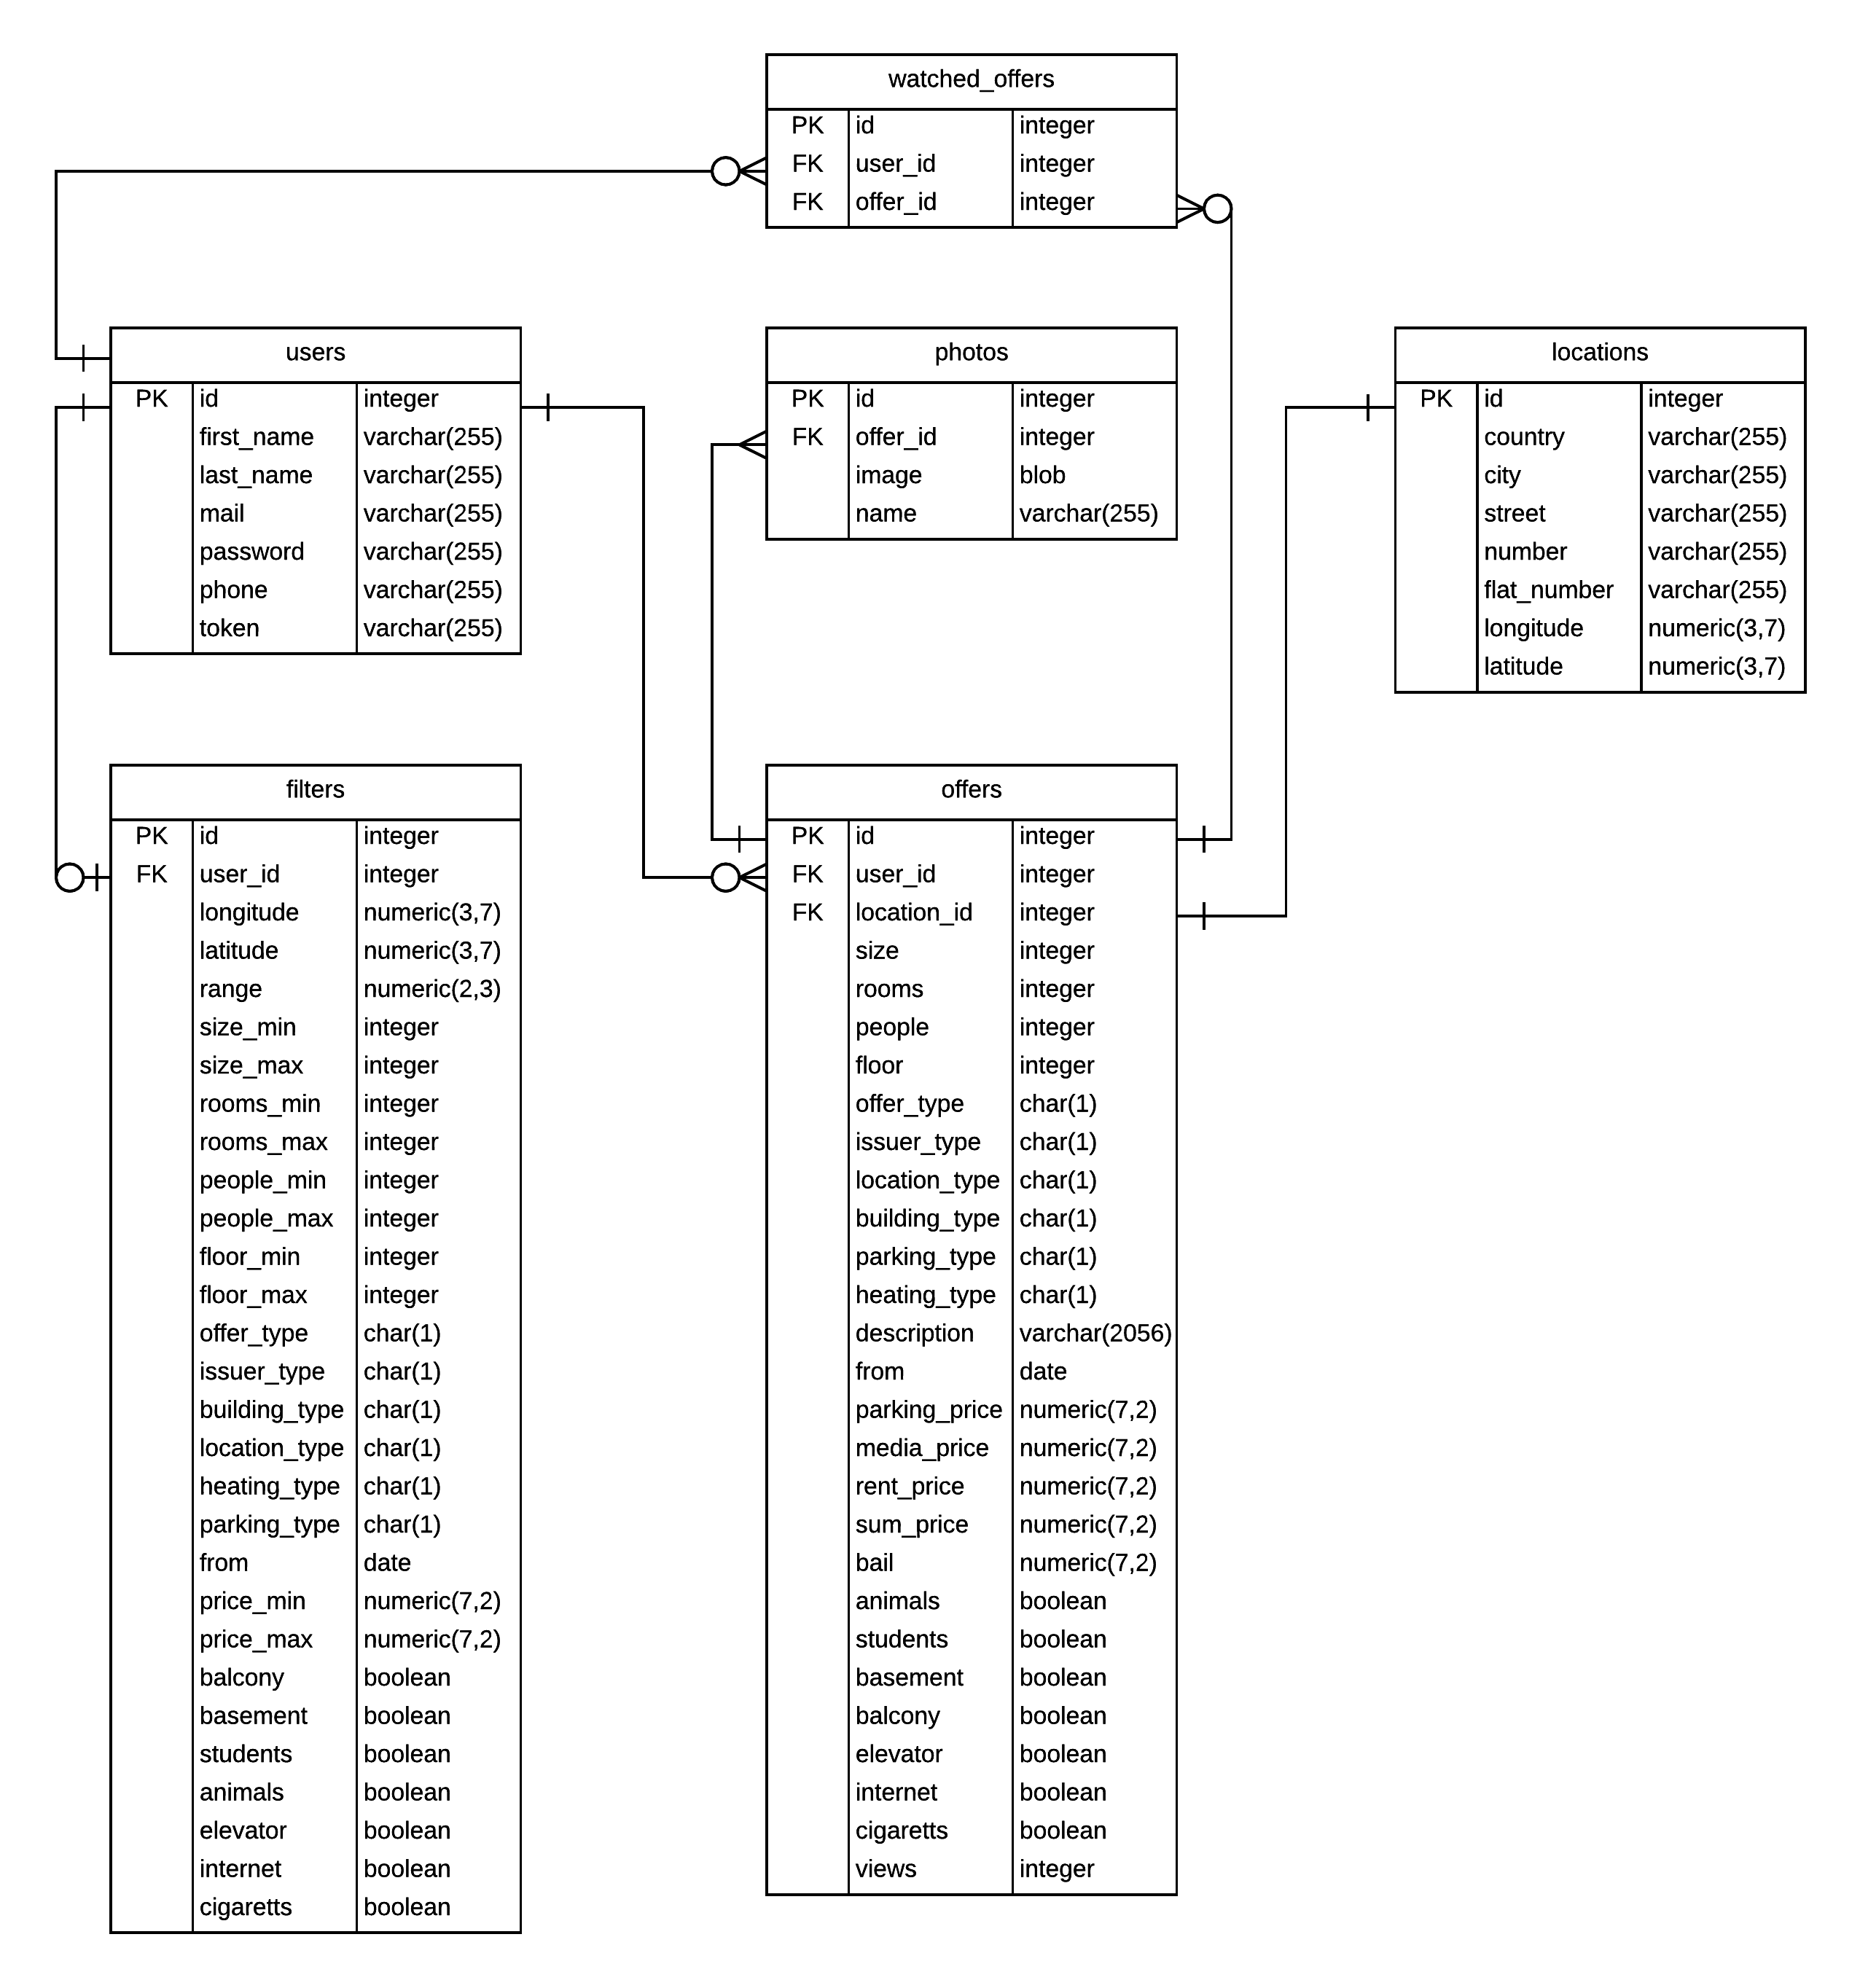 watched_offers
PK id integer
FK user_id integer
FK offer_id integer
users
PK id integer
first_name varchar(255)
last_name varchar(255)
mail varchar(255)
password varchar(255)
phone varchar(255)
token varchar(255)
photos
PK id integer
FK offer_id integer
image blob
name varchar(255)
locations
PK id integer
country varchar(255)
city varchar(255)
street varchar(255)
number varchar(255)
flat_number varchar(255)
longitude numeric(3,7)
latitude numeric(3,7)
filters
PK id integer
FK user_id integer
longitude numeric(3,7)
latitude numeric(3,7)
range numeric(2,3)
size_min integer
size_max integer
rooms_min integer
rooms_max integer
people_min integer
people_max integer
floor_min integer
floor_max integer
offer_type char(1)
issuer_type char(1)
building_type char(1)
location_type char(1)
heating_type char(1)
parking_type char(1)
from date
price_min numeric(7,2)
price_max numeric(7,2)
balcony boolean
basement boolean
students boolean
animals boolean
elevator boolean
internet boolean
cigaretts boolean
offers
PK id integer
FK user_id integer
FK location_id integer
size integer
rooms integer
people integer
floor integer
offer_type char(1)
issuer_type char(1)
location_type char(1)
building_type char(1)
parking_type char(1)
heating_type char(1)
description varchar(2056)
from date
parking_price numeric(7,2)
media_price numeric(7,2)
rent_price numeric(7,2)
sum_price numeric(7,2)
bail numeric(7,2)
animals boolean
students boolean
basement boolean
balcony boolean
elevator boolean
internet boolean
cigaretts boolean
views integer